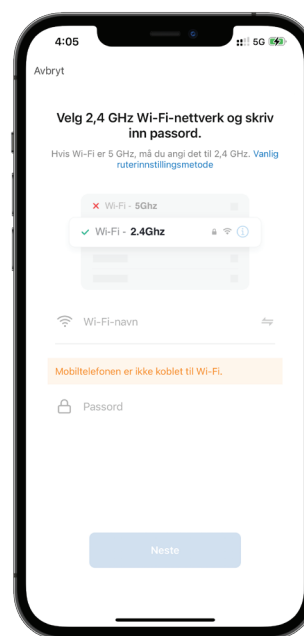 4:05
5G
Avbryt
Velg 2,4 GHz Wi-Fi-nettverk og skriv
inn passord.
Hvis Wi-Fi er 5 GHz, må du angi det til 2,4 GHz. Vanlig
ruterinnstillingsmetode
Wi-Fi - 5Ghz
Wi-Fi - 2.4Ghz
Wi-Fi-navn
Mobiltelefonen er ikke koblet til Wi-Fi.
Passord
Neste